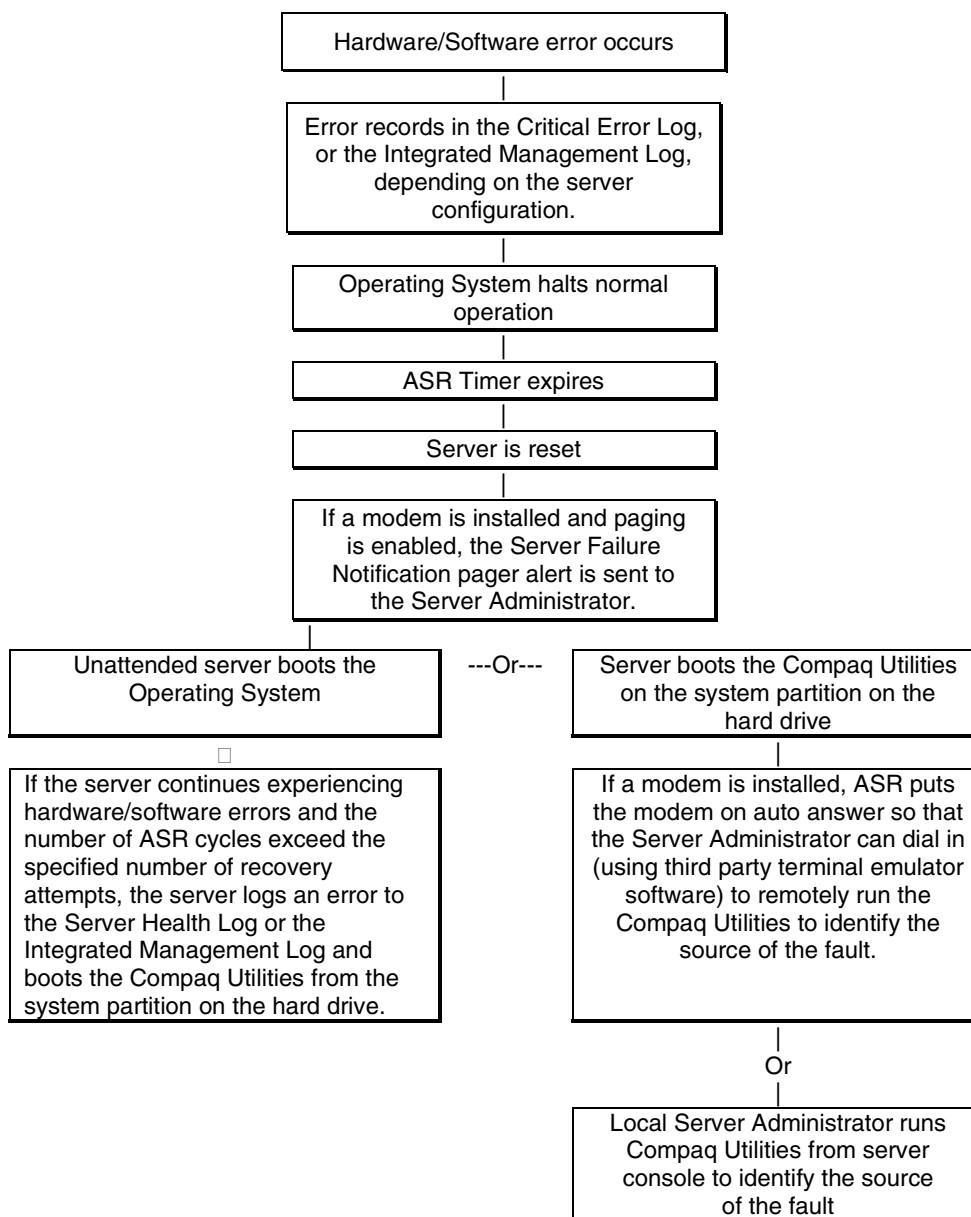 Hardware/Software error occurs
Error records in the Critical Error Log,
or the Integrated Management Log,
depending on the server
configuration.
Operating System halts normal
operation
ASR Timer expires
Server is reset
If a modem is installed and paging
is enabled, the Server Failure
Notification pager alert is sent to
the Server Administrator.
Unattended server boots the
Operating System
---Or---
Server boots the Compaq Utilities
on the system partition on the
hard drive
If the server continues experiencing
hardware/software errors and the
number of ASR cycles exceed the
specified number of recovery
attempts, the server logs an error to
the Server Health Log or the
Integrated Management Log and
boots the Compaq Utilities from the
system partition on the hard drive.
If a modem is installed, ASR puts
the modem on auto answer so that
the Server Administrator can dial in
(using third party terminal emulator
software) to remotely run the
Compaq Utilities to identify the
source of the fault.
Or
Local Server Administrator runs
Compaq Utilities from server
console to identify the source
of the fault